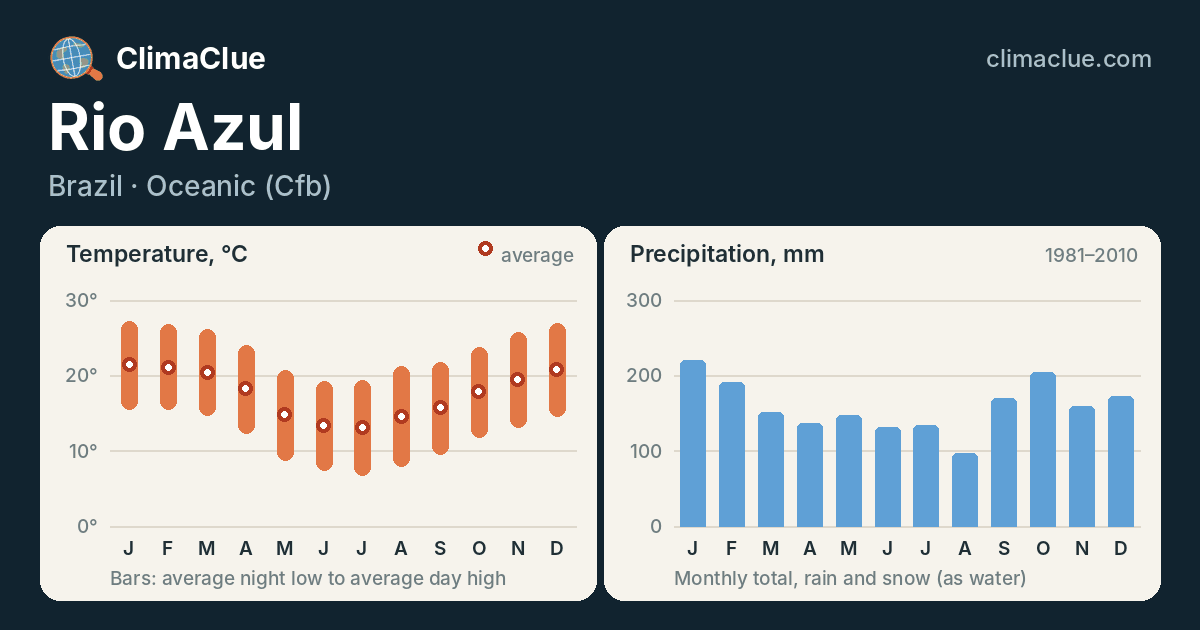 ClimaClue
climaclue.com
Rio Azul
Brazil · Oceanic (Cfb)
Temperature, °C
average
30°
20°
10°
0°
J F M A M J J A S O N D
Bars: average night low to average day high
Precipitation, mm
1981–2010
300
200
100
0
J F M A M J J A S O N D
Monthly total, rain and snow (as water)